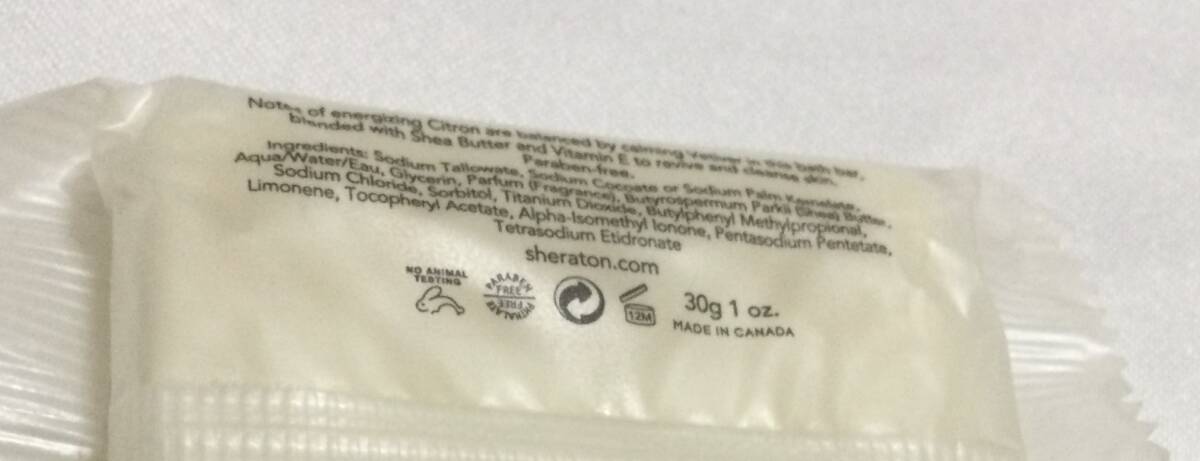 Notes of energizing Citron are balanced by calming Vetiver in this bath bar,
blended with Shea Butter and Vitamin E to revive and cleanse skin.
Paraben-free.
Ingredients: Sodium Tallowate, Sodium Cocoate or Sodium Palm Kernelate,
Aqua/Water/Eau, Glycerin, Parfum (Fragrance), Butyrospermum Parkii (Shea) Butter,
Sodium Chloride, Sorbitol, Titanium Dioxide, Butylphenyl Methylpropional,
Limonene, Tocopheryl Acetate, Alpha-Isomethyl Ionone, Pentasodium Pentetate,
Tetrasodium Etidronate
sheraton.com
NO ANIMAL
TESTING
PARABEN
FREE
PHTHALATE
FREE
12M
30g 1 oz.
MADE IN CANADA